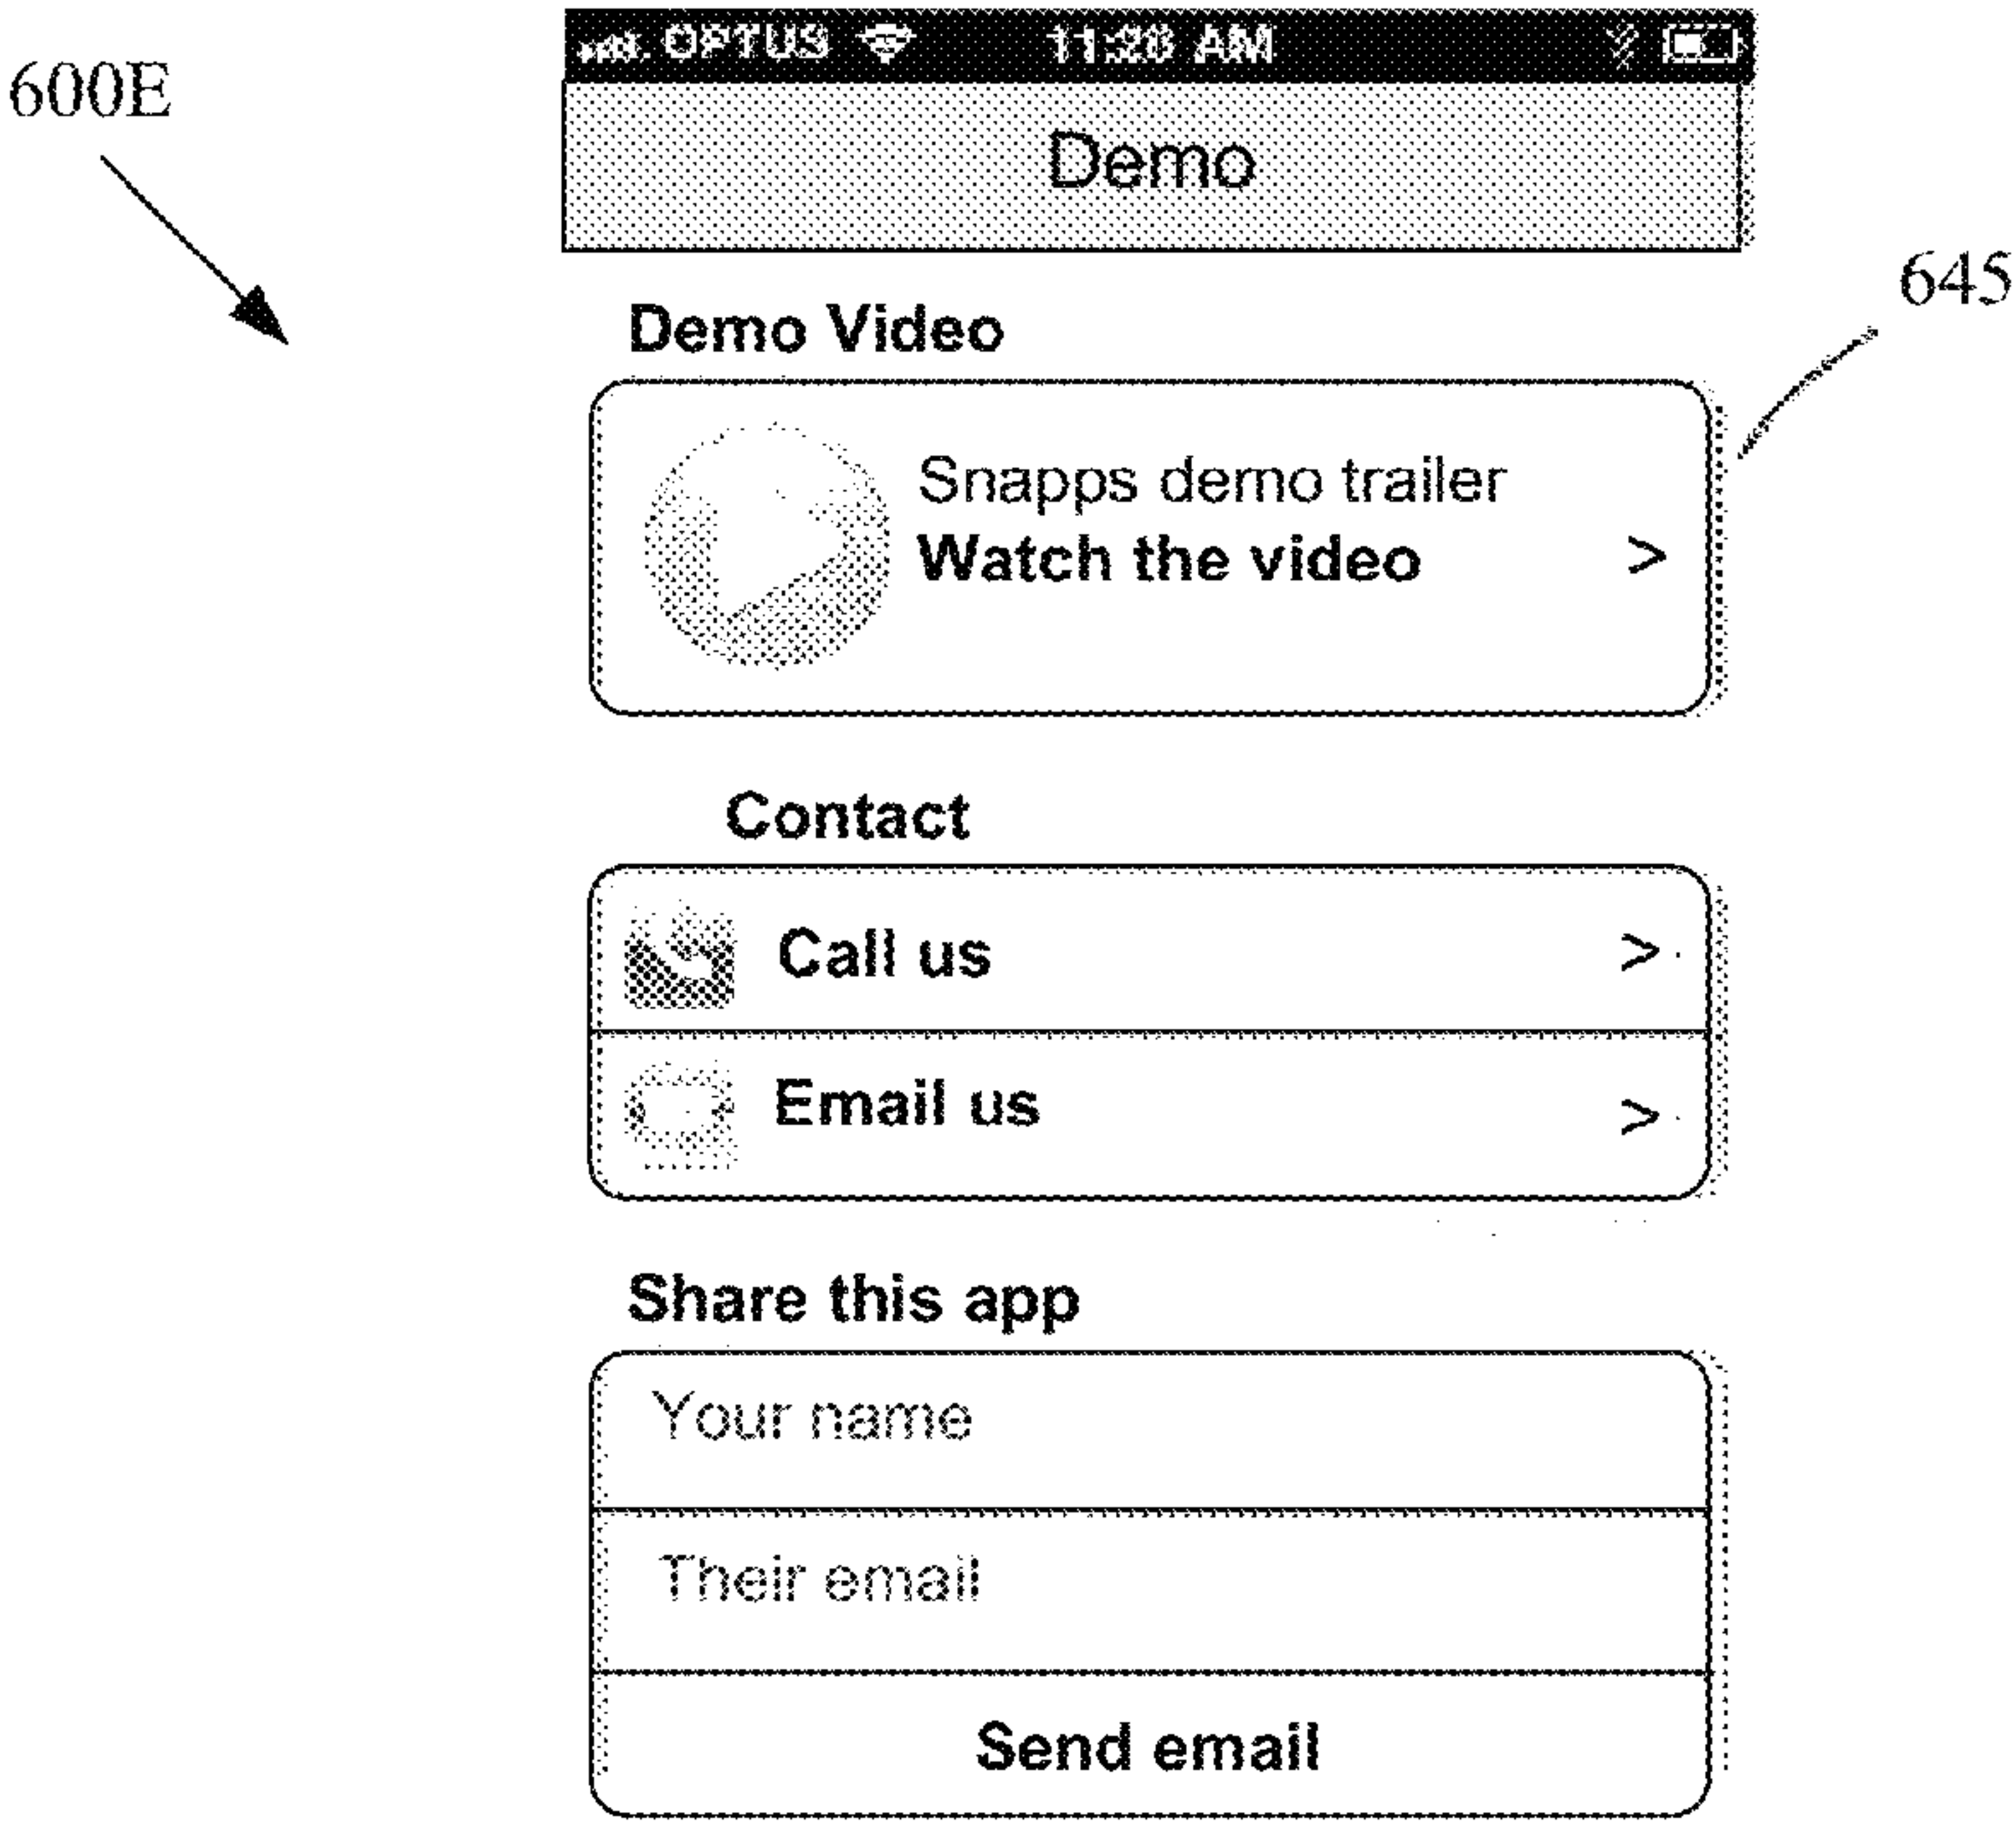 600E
OPTUS 11:20 AM
Demo
645
Demo Video
Snapps demo trailer
Watch the video >
Contact
Call us >
Email us >
Share this app
Your name
Their email
Send email